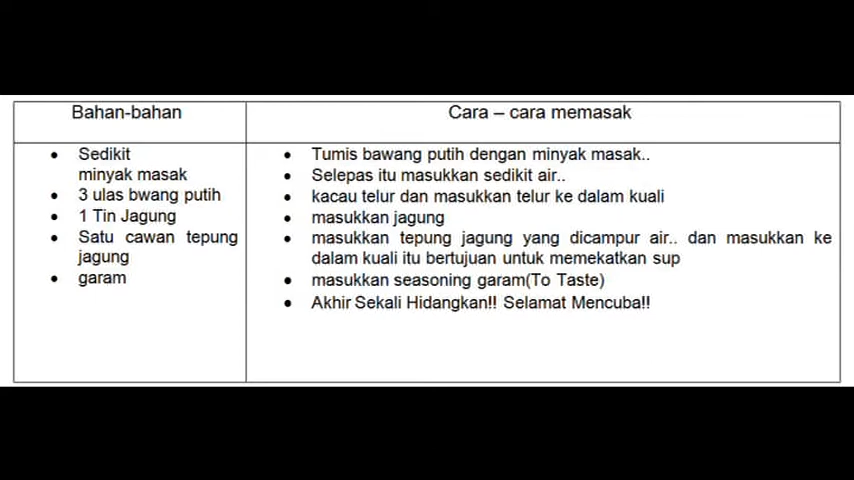 Bahan-bahan
Cara – cara memasak
• Sedikit
minyak masak
• 3 ulas bwang putih
• 1 Tin Jagung
• Satu cawan tepung
jagung
• garam
• Tumis bawang putih dengan minyak masak..
• Selepas itu masukkan sedikit air..
• kacau telur dan masukkan telur ke dalam kuali
• masukkan jagung
• masukkan tepung jagung yang dicampur air.. dan masukkan ke
dalam kuali itu bertujuan untuk memekatkan sup
• masukkan seasoning garam(To Taste)
• Akhir Sekali Hidangkan!! Selamat Mencuba!!